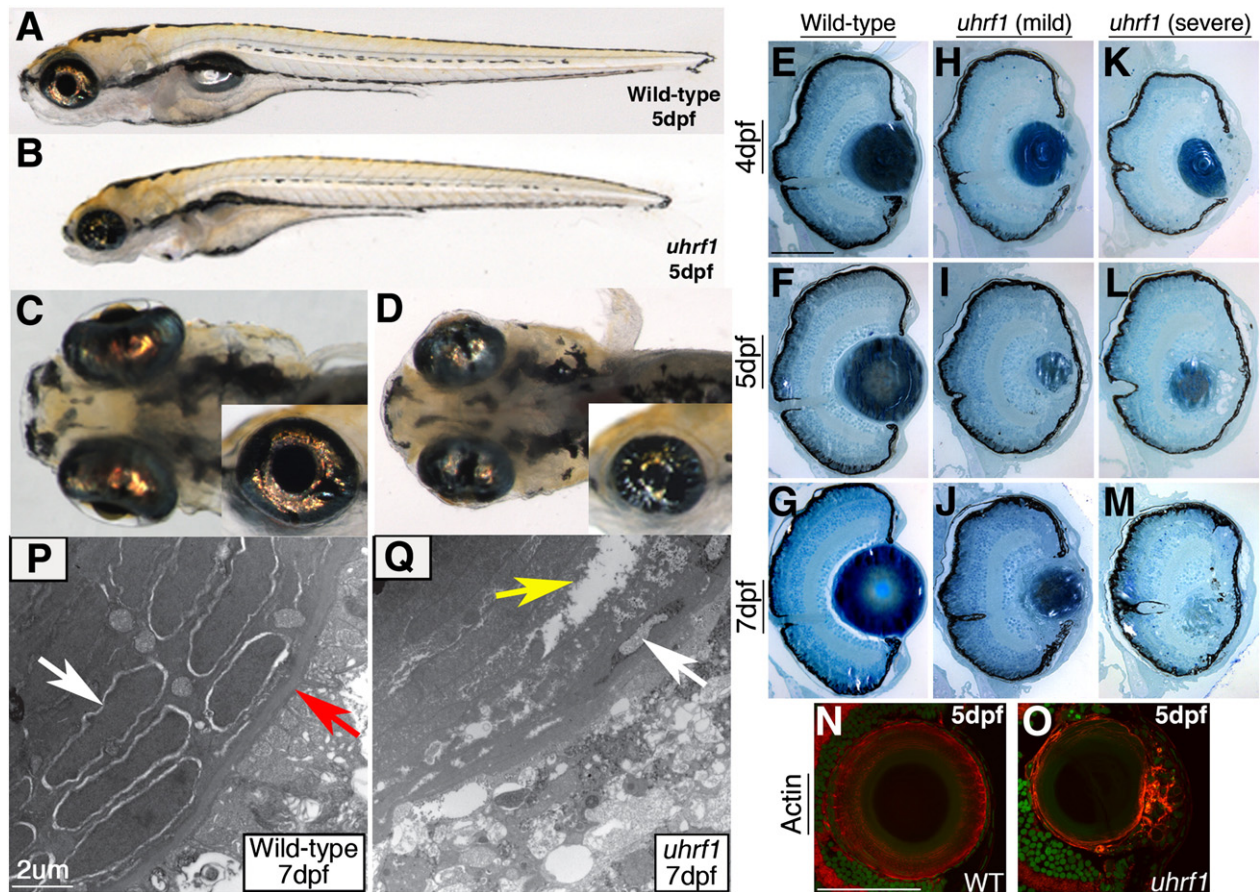 A
Wild-type
5dpf
B
uhrf1
5dpf
C
D
P
Wild-type
7dpf
2um
Q
uhrf1
7dpf
Wild-type
uhrf1 (mild)
uhrf1 (severe)
4dpf
E
H
K
5dpf
F
I
L
7dpf
G
J
M
Actin
N
5dpf
WT
O
5dpf
uhrf1